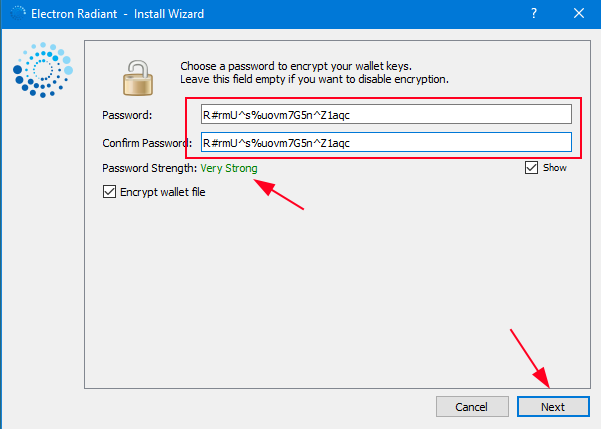 Electron Radiant - Install Wizard
?
Choose a password to encrypt your wallet keys.
Leave this field empty if you want to disable encryption.
Password: R#rmU^s%uovm7G5n^Z1aqc
Confirm Password: R#rmU^s%uovm7G5n^Z1aqc
Password Strength: Very Strong Show
Encrypt wallet file
Cancel Next